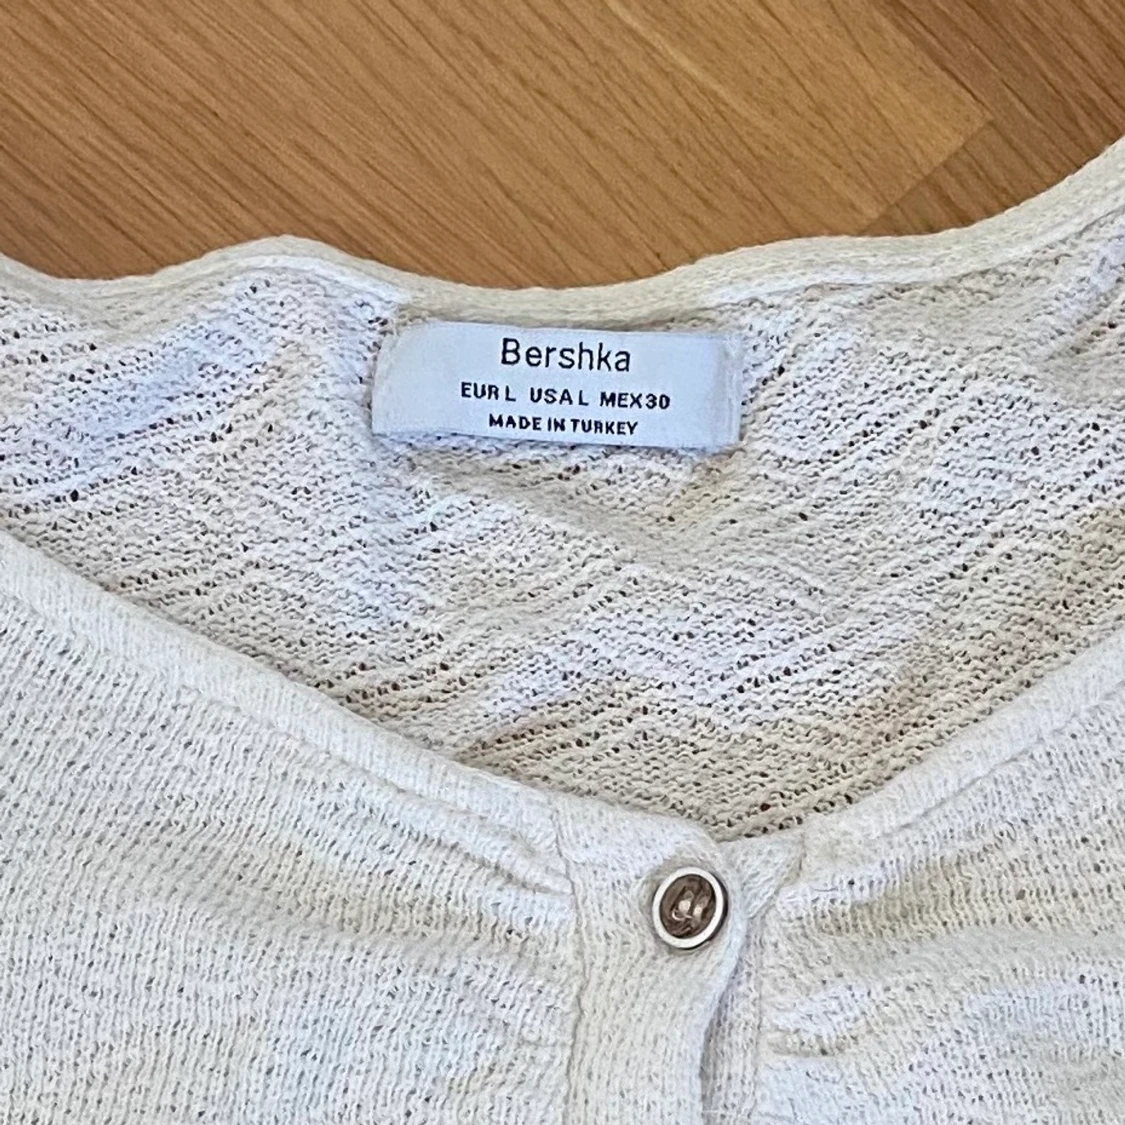 Bershka
EUR L USA L MEX 30
MADE IN TURKEY